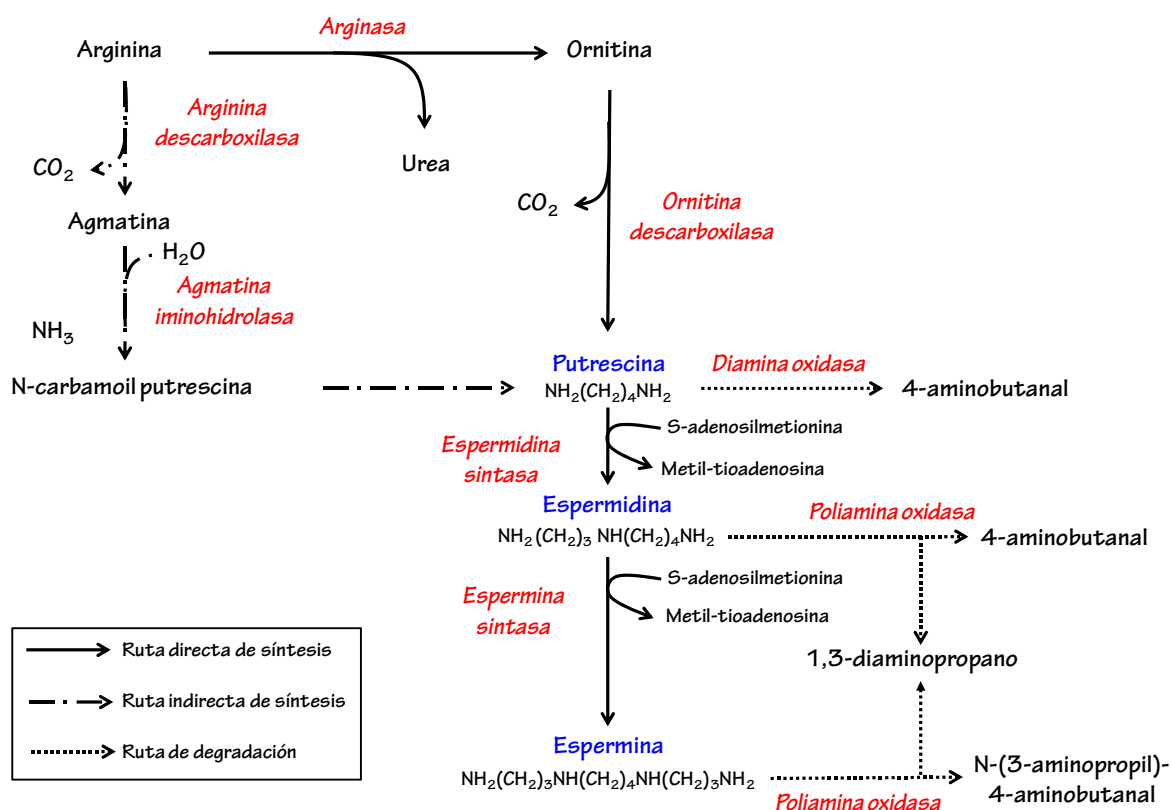 Arginasa
Arginina
Ornitina
Arginina
descarboxilasa
CO₂
Urea
CO₂
Ornitina
descarboxilasa
Agmatina
H₂O
Agmatina
iminohidrolasa
NH₃
N-carbamoil putrescina
Putrescina
NH₂(CH₂)₄NH₂
Diamina oxidasa
4-aminobutanal
S-adenosilmetionina
Espermidina
sintasa
Metil-tioadenosina
Espermidina
NH₂(CH₂)₃ NH(CH₂)₄NH₂
Poliamina oxidasa
4-aminobutanal
S-adenosilmetionina
Espermina
sintasa
Metil-tioadenosina
1,3-diaminopropano
Ruta directa de síntesis
Ruta indirecta de síntesis
Ruta de degradación
Espermina
NH₂(CH₂)₃NH(CH₂)₄NH(CH₂)₃NH₂
Poliamina oxidasa
N-(3-aminopropil)-
4-aminobutanal